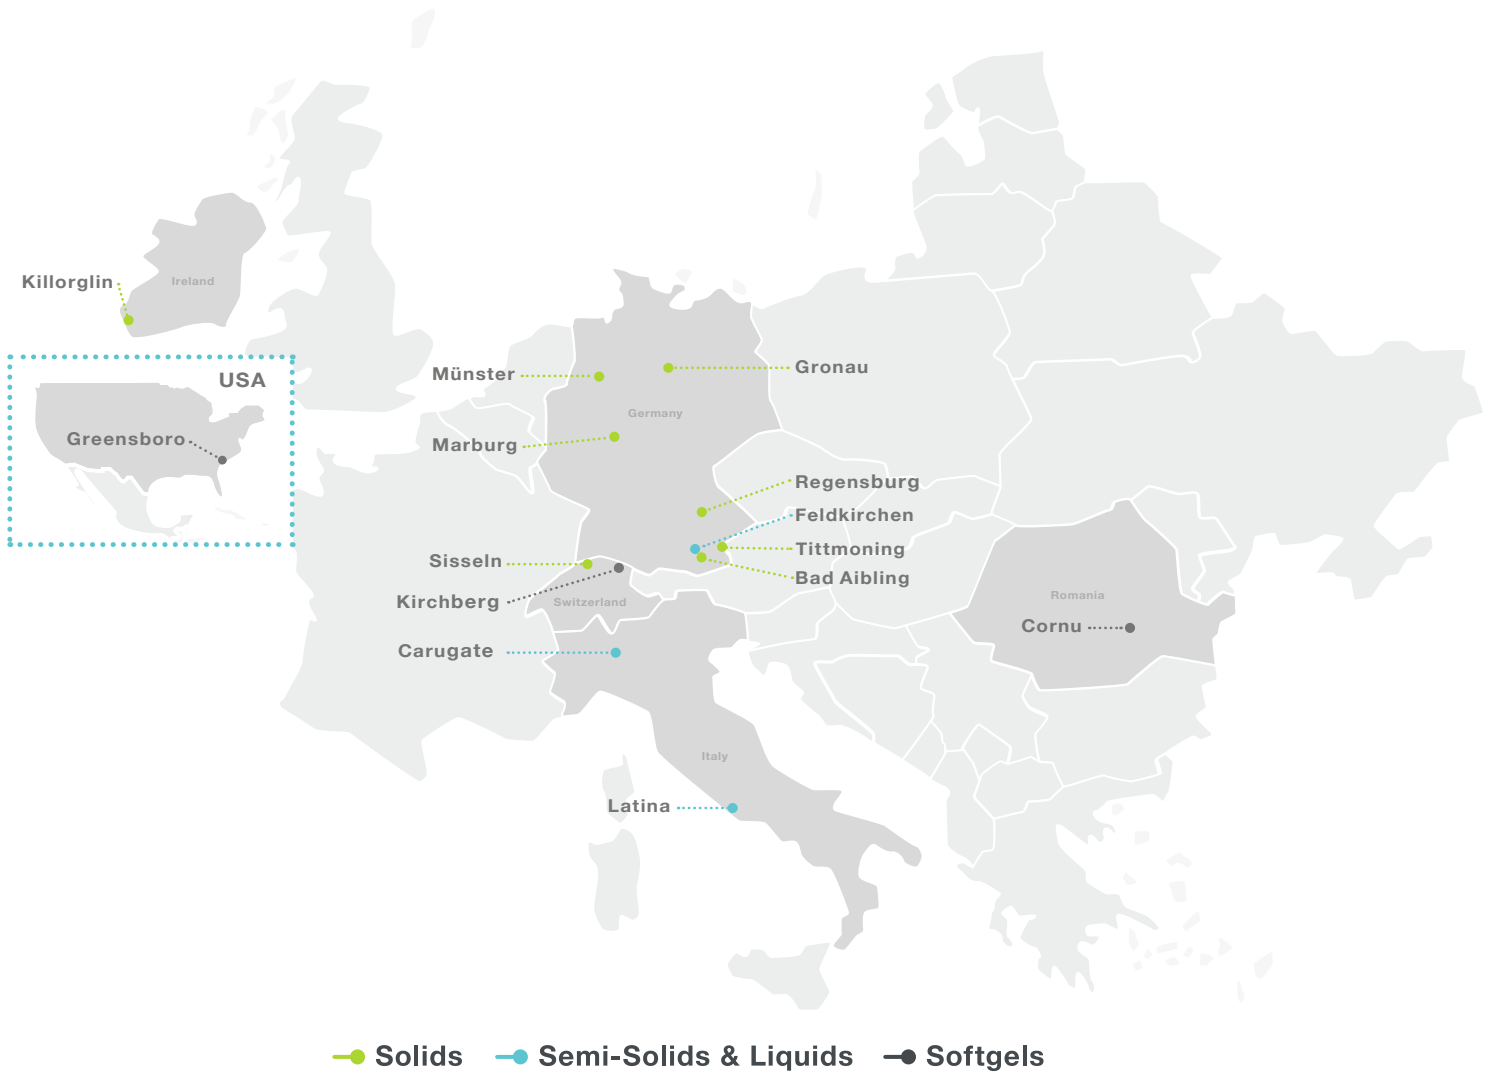 Ireland
Killorglin
USA
Greensboro
Münster
Gronau
Germany
Marburg
Regensburg
Feldkirchen
Tittmoning
Bad Aibling
Sisseln
Kirchberg
Switzerland
Romania
Cornu
Carugate
Italy
Latina
Solids
Semi-Solids & Liquids
Softgels